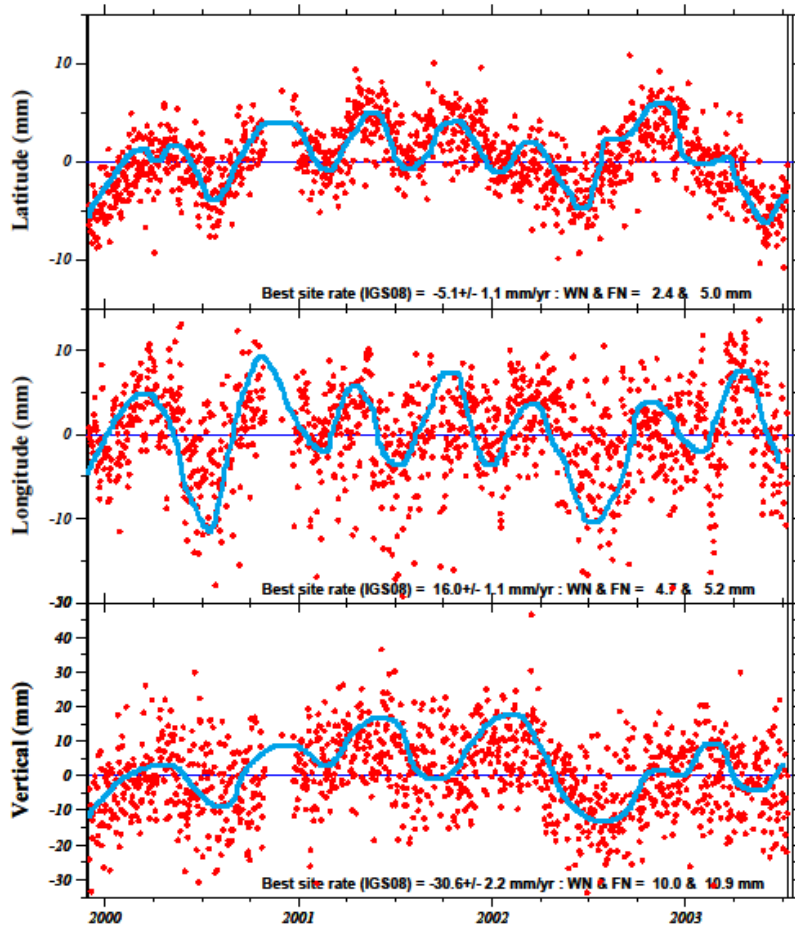 Latitude (mm)
10
0
-10
Best site rate (IGS08) = -5.1+/- 1.1 mm/yr : WN & FN = 2.4 & 5.0 mm
Longitude (mm)
10
0
-10
-30
Best site rate (IGS08) = 16.0+/- 1.1 mm/yr : WN & FN = 4.7 & 5.2 mm
Vertical (mm)
40
30
20
10
0
-10
-20
-30
Best site rate (IGS08) = -30.6+/- 2.2 mm/yr : WN & FN = 10.0 & 10.9 mm
2000 2001 2002 2003